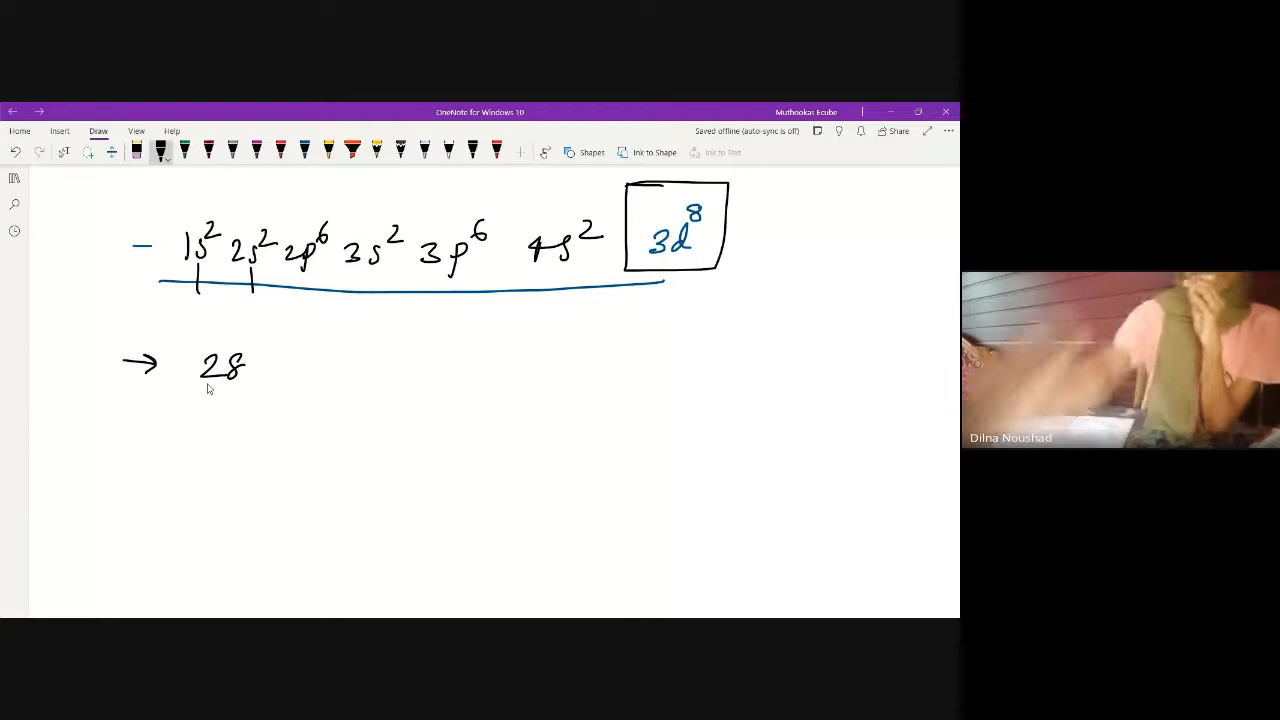 OneNote for Windows 10
Muthookas Ecube
Home Insert Draw View Help
Saved offline (auto-sync is off)
Share
Shapes
Ink to Shape
Ink to Text
- 1s² 2s² 2p⁶ 3s² 3p⁶ 4s² 3d⁸
→ 28
Dilna Noushad